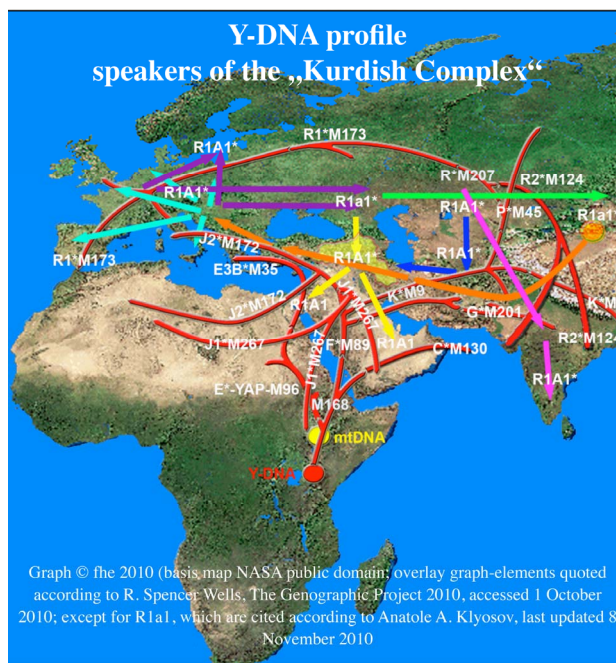 Y-DNA profile
speakers of the „Kurdish Complex“
R1*M173
R1A1*
R*M207
R2*M124
R1A1*
R1a1*
R1A1*
P*M45
R1a1*
J2*M172
R1*M173
E3B*M35
R1A1*
R1A1*
J2*M172
R1A1
J1*M267
K*M9
G*M201
K*M
J1*M267
J1*M267
F*M89
R1A1
C*M130
R2*M124
E*-YAP-M96
R1A1*
M168
mtDNA
Y-DNA
Graph © fhe 2010 (basis map NASA public domain; overlay graph-elements quoted
according to R. Spencer Wells, The Genographic Project 2010, accessed 1 October
2010; except for R1a1, which are cited according to Anatole A. Klyosov, last updated 8
November 2010